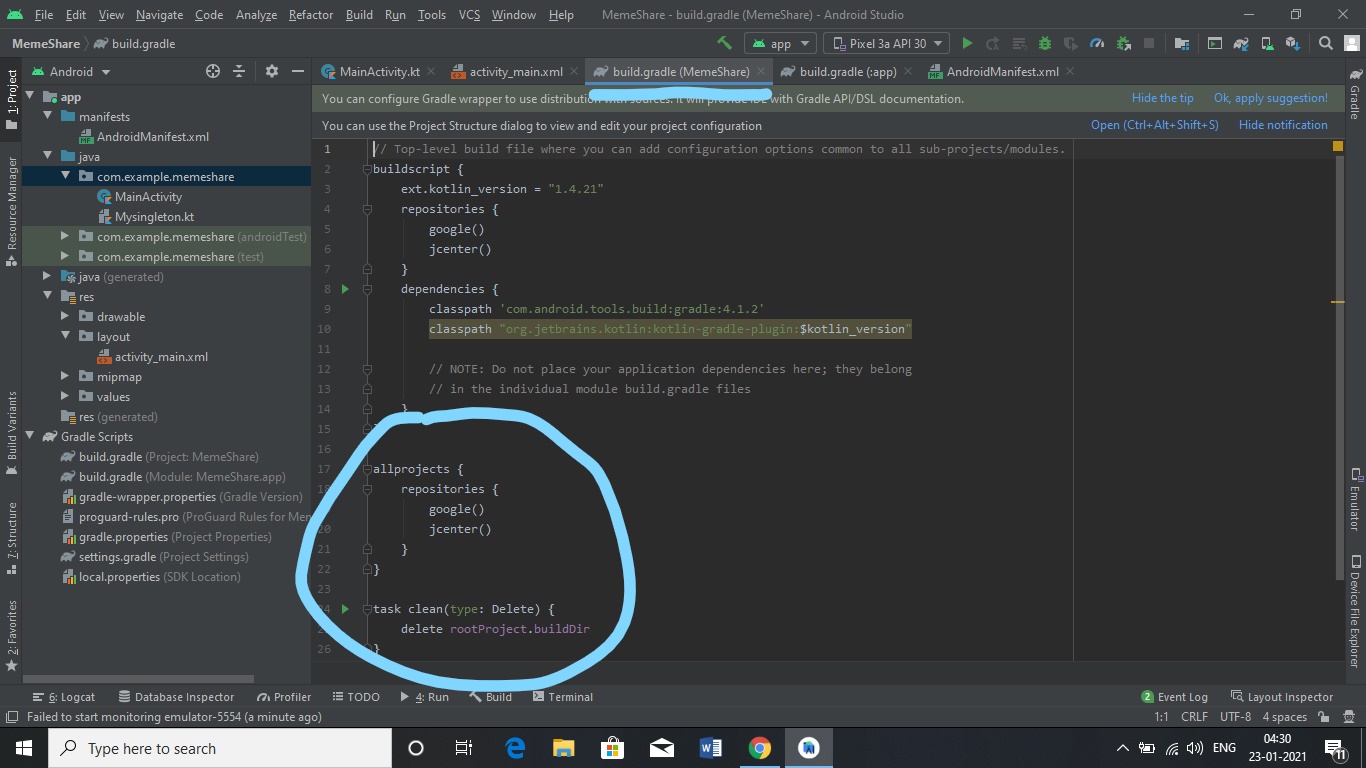 File Edit View Navigate Code Analyze Refactor Build Run Tools VCS Window Help MemeShare - build.gradle (MemeShare) - Android Studio
MemeShare build.gradle app Pixel 3a API 30
1: Project
Resource Manager
Build Variants
7: Structure
2: Favorites
Android
app
manifests
AndroidManifest.xml
java
com.example.memeshare
MainActivity
Mysingleton.kt
com.example.memeshare (androidTest)
com.example.memeshare (test)
java (generated)
res
drawable
layout
activity_main.xml
mipmap
values
res (generated)
Gradle Scripts
build.gradle (Project: MemeShare)
build.gradle (Module: MemeShare.app)
gradle-wrapper.properties (Gradle Version)
proguard-rules.pro (ProGuard Rules for Mem
gradle.properties (Project Properties)
settings.gradle (Project Settings)
local.properties (SDK Location)
MainActivity.kt activity_main.xml build.gradle (MemeShare) build.gradle (:app) AndroidManifest.xml
You can configure Gradle wrapper to use distribution with sources. It will provide IDE with Gradle API/DSL documentation. Hide the tip Ok, apply suggestion!
You can use the Project Structure dialog to view and edit your project configuration Open (Ctrl+Alt+Shift+S) Hide notification
1 // Top-level build file where you can add configuration options common to all sub-projects/modules.
2 buildscript {
3 ext.kotlin_version = "1.4.21"
4 repositories {
5 google()
6 jcenter()
7 }
8 dependencies {
9 classpath 'com.android.tools.build:gradle:4.1.2'
10 classpath "org.jetbrains.kotlin:kotlin-gradle-plugin:$kotlin_version"
11
12 // NOTE: Do not place your application dependencies here; they belong
13 // in the individual module build.gradle files
14 }
15
16
17 allprojects {
repositories {
google()
20 jcenter()
21 }
22 }
23
24 task clean(type: Delete) {
delete rootProject.buildDir
26 }
Gradle
Emulator
Device File Explorer
6: Logcat Database Inspector Profiler TODO 4: Run Build Terminal 2 Event Log Layout Inspector
Failed to start monitoring emulator-5554 (a minute ago) 1:1 CRLF UTF-8 4 spaces
Type here to search ENG 04:30
23-01-2021 11